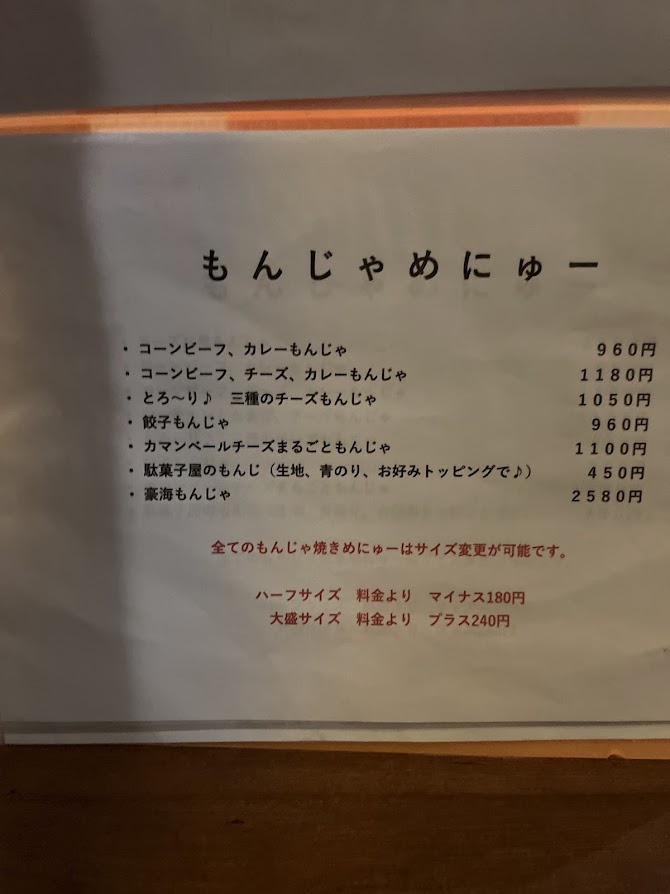 もんじゃめにゅー
・コーンビーフ、カレーもんじゃ　９６０円
・コーンビーフ、チーズ、カレーもんじゃ　１１８０円
・とろ～り♪　三種のチーズもんじゃ　１０５０円
・餃子もんじゃ　９６０円
・カマンベールチーズまるごともんじゃ　１１００円
・駄菓子屋のもんじ（生地、青のり、お好みトッピングで♪）　４５０円
・豪海もんじゃ　２５８０円
全てのもんじゃ焼きめにゅーはサイズ変更が可能です。
ハーフサイズ　料金より　マイナス180円
大盛サイズ　料金より　プラス240円